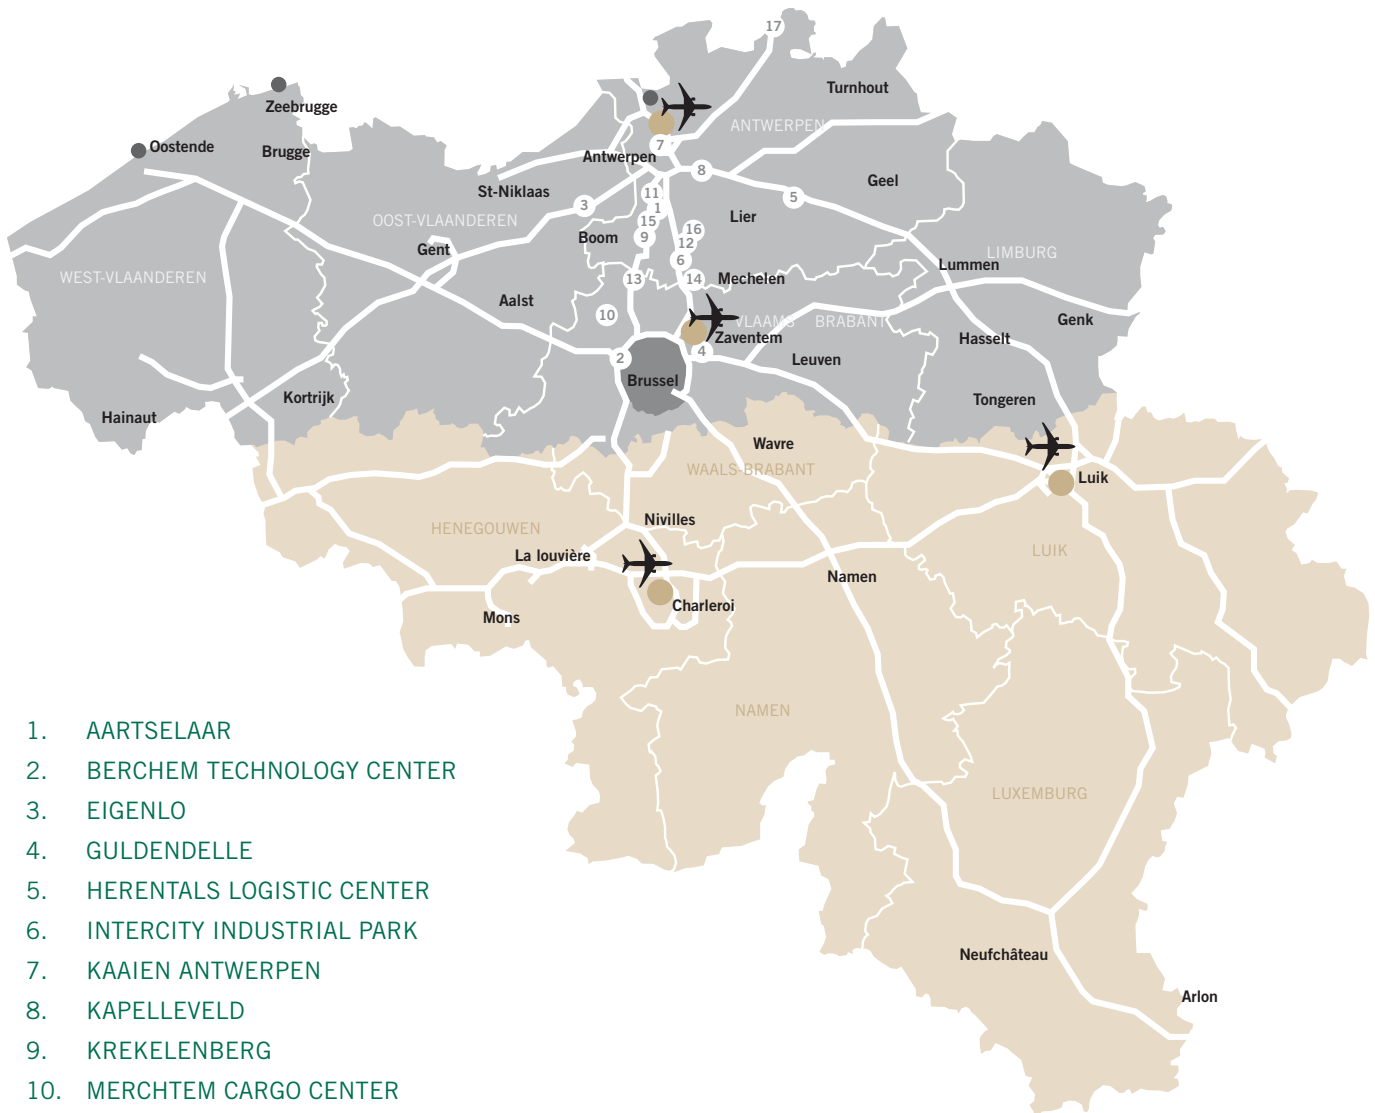 17
Turnhout
Zeebrugge
ANTWERPEN
Oostende
Brugge
7
Antwerpen
8
Geel
St-Niklaas
11
5
3
1
Lier
OOST-VLAANDEREN
15
16
Boom
9
12
Gent
LIMBURG
6
Lummen
WEST-VLAANDEREN
13
14
Mechelen
Aalst
10
VLAAMS BRABANT
Genk
Zaventem
Hasselt
2
4
Leuven
Brussel
Kortrijk
Tongeren
Hainaut
Wavre
WAALS-BRABANT
Luik
Nivilles
HENEGOUWEN
LUIK
La louvière
Namen
Charleroi
Mons
NAMEN
LUXEMBURG
Neufchâteau
Arlon
1. AARTSELAAR
2. BERCHEM TECHNOLOGY CENTER
3. EIGENLO
4. GULDENDELLE
5. HERENTALS LOGISTIC CENTER
6. INTERCITY INDUSTRIAL PARK
7. KAAIEN ANTWERPEN
8. KAPELLEVELD
9. KREKELENBERG
10. MERCHTEM CARGO CENTER